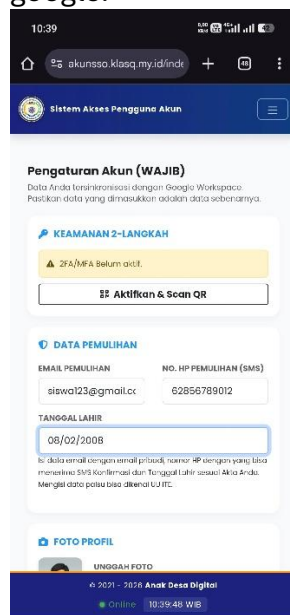 10:39
48
akunsso.klasq.my.id/inde
Sistem Akses Pengguna Akun
Pengaturan Akun (WAJIB)
Data Anda tersinkronisasi dengan Google Workspace.
Pastikan data yang dimasukkan adalah data sebenarnya.
KEAMANAN 2-LANGKAH
2FA/MFA Belum aktif.
Aktifkan & Scan QR
DATA PEMULIHAN
EMAIL PEMULIHAN
NO. HP PEMULIHAN (SMS)
siswa123@gmail.cc
62856789012
TANGGAL LAHIR
08/02/2008
Isi data email dengan email pribadi, nomor HP dengan yang bisa
menerima SMS Konfirmasi dan Tanggal Lahir sesuai Akta Anda.
Mengisi data palsu bisa dikenai UU ITE.
FOTO PROFIL
UNGGAH FOTO
© 2021 - 2026 Anak Desa Digital
Online 10:39:48 WIB